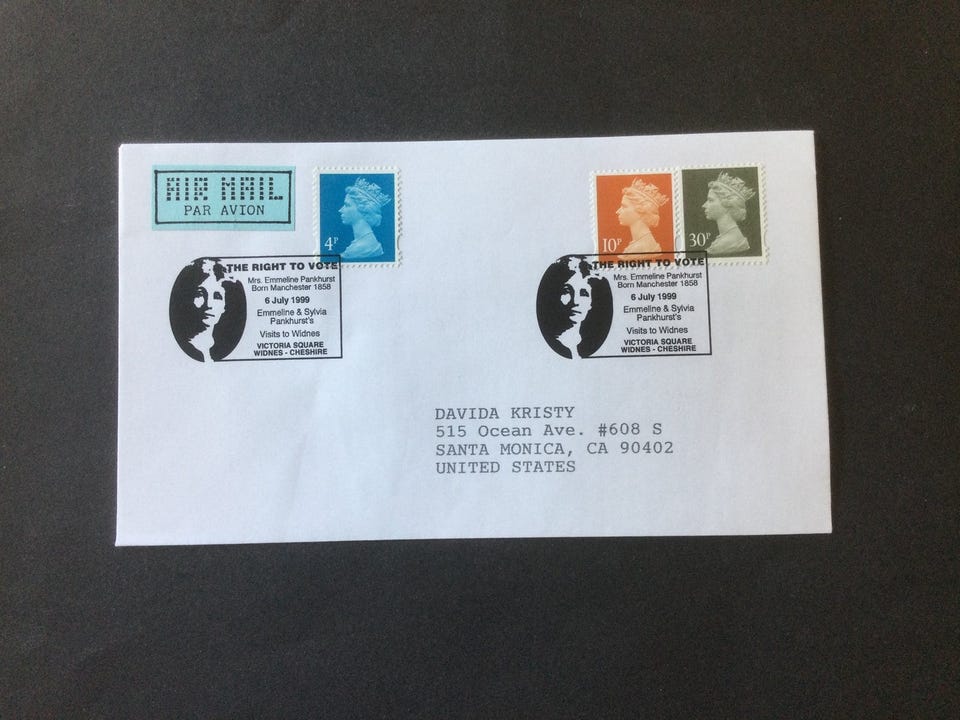 AIR MAIL
PAR AVION
4P
10P
30P
THE RIGHT TO VOTE
Mrs. Emmeline Pankhurst
Born Manchester 1858
6 July 1999
Emmeline & Sylvia
Pankhurst's
Visits to Widnes
VICTORIA SQUARE
WIDNES - CHESHIRE
THE RIGHT TO VOTE
Mrs. Emmeline Pankhurst
Born Manchester 1858
6 July 1999
Emmeline & Sylvia
Pankhurst's
Visits to Widnes
VICTORIA SQUARE
WIDNES - CHESHIRE
DAVIDA KRISTY
515 Ocean Ave. #608 S
SANTA MONICA, CA 90402
UNITED STATES